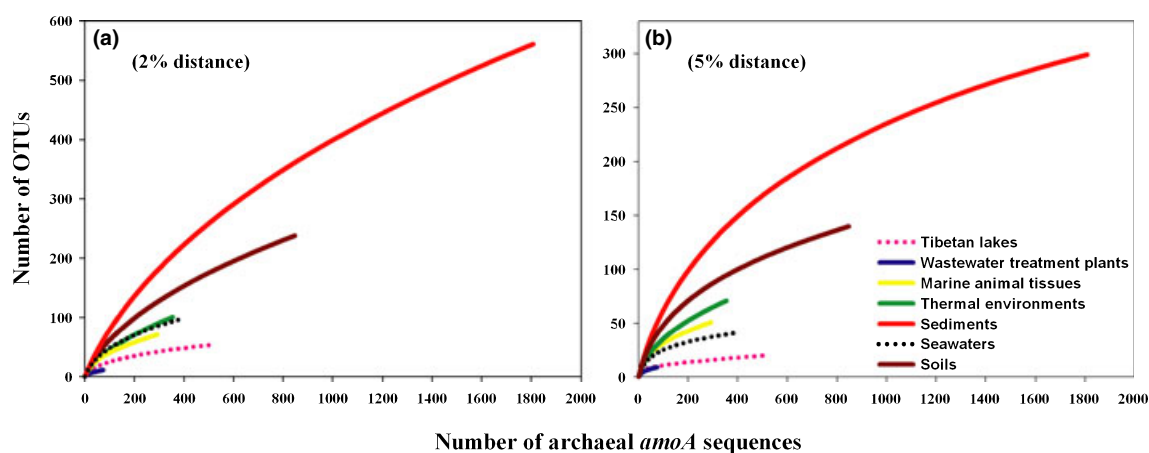 (a)
(2% distance)
Number of OTUs
600
500
400
300
200
100
0
0 200 400 600 800 1000 1200 1400 1600 1800 2000
(b)
(5% distance)
300
250
200
150
100
50
0
0 200 400 600 800 1000 1200 1400 1600 1800 2000
Tibetan lakes
Wastewater treatment plants
Marine animal tissues
Thermal environments
Sediments
Seawaters
Soils
Number of archaeal amoA sequences